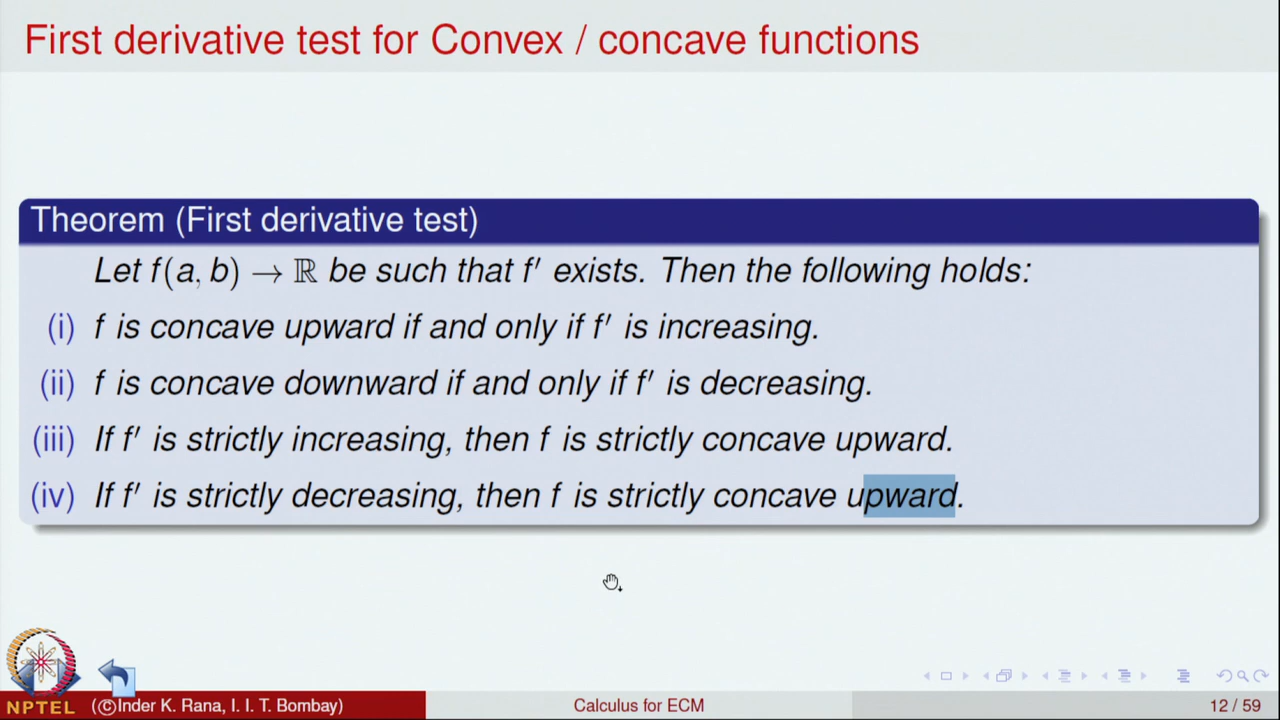 First derivative test for Convex / concave functions
Theorem (First derivative test)
Let f(a, b) → ℝ be such that f′ exists. Then the following holds:
(i) f is concave upward if and only if f′ is increasing.
(ii) f is concave downward if and only if f′ is decreasing.
(iii) If f′ is strictly increasing, then f is strictly concave upward.
(iv) If f′ is strictly decreasing, then f is strictly concave upward.
NPTEL
(©Inder K. Rana, I. I. T. Bombay)
Calculus for ECM
12 / 59